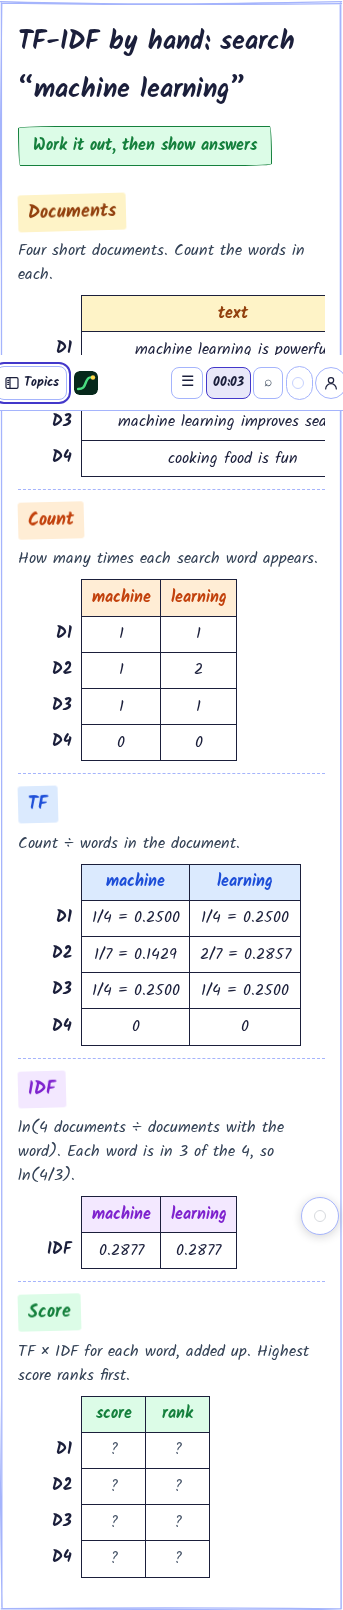 TF-IDF by hand: search
“machine learning”
Work it out, then show answers
Documents
Four short documents. Count the words in
each.
text
D1 machine learning is powerfu
Topics ☰ 00:03
D3 machine learning improves sea
D4 cooking food is fun
Count
How many times each search word appears.
machine learning
D1 1 1
D2 1 2
D3 1 1
D4 0 0
TF
Count ÷ words in the document.
machine learning
D1 1/4 = 0.2500 1/4 = 0.2500
D2 1/7 = 0.1429 2/7 = 0.2857
D3 1/4 = 0.2500 1/4 = 0.2500
D4 0 0
IDF
ln(4 documents ÷ documents with the
word). Each word is in 3 of the 4, so
ln(4/3).
machine learning
IDF 0.2877 0.2877
Score
TF × IDF for each word, added up. Highest
score ranks first.
score rank
D1 ? ?
D2 ? ?
D3 ? ?
D4 ? ?